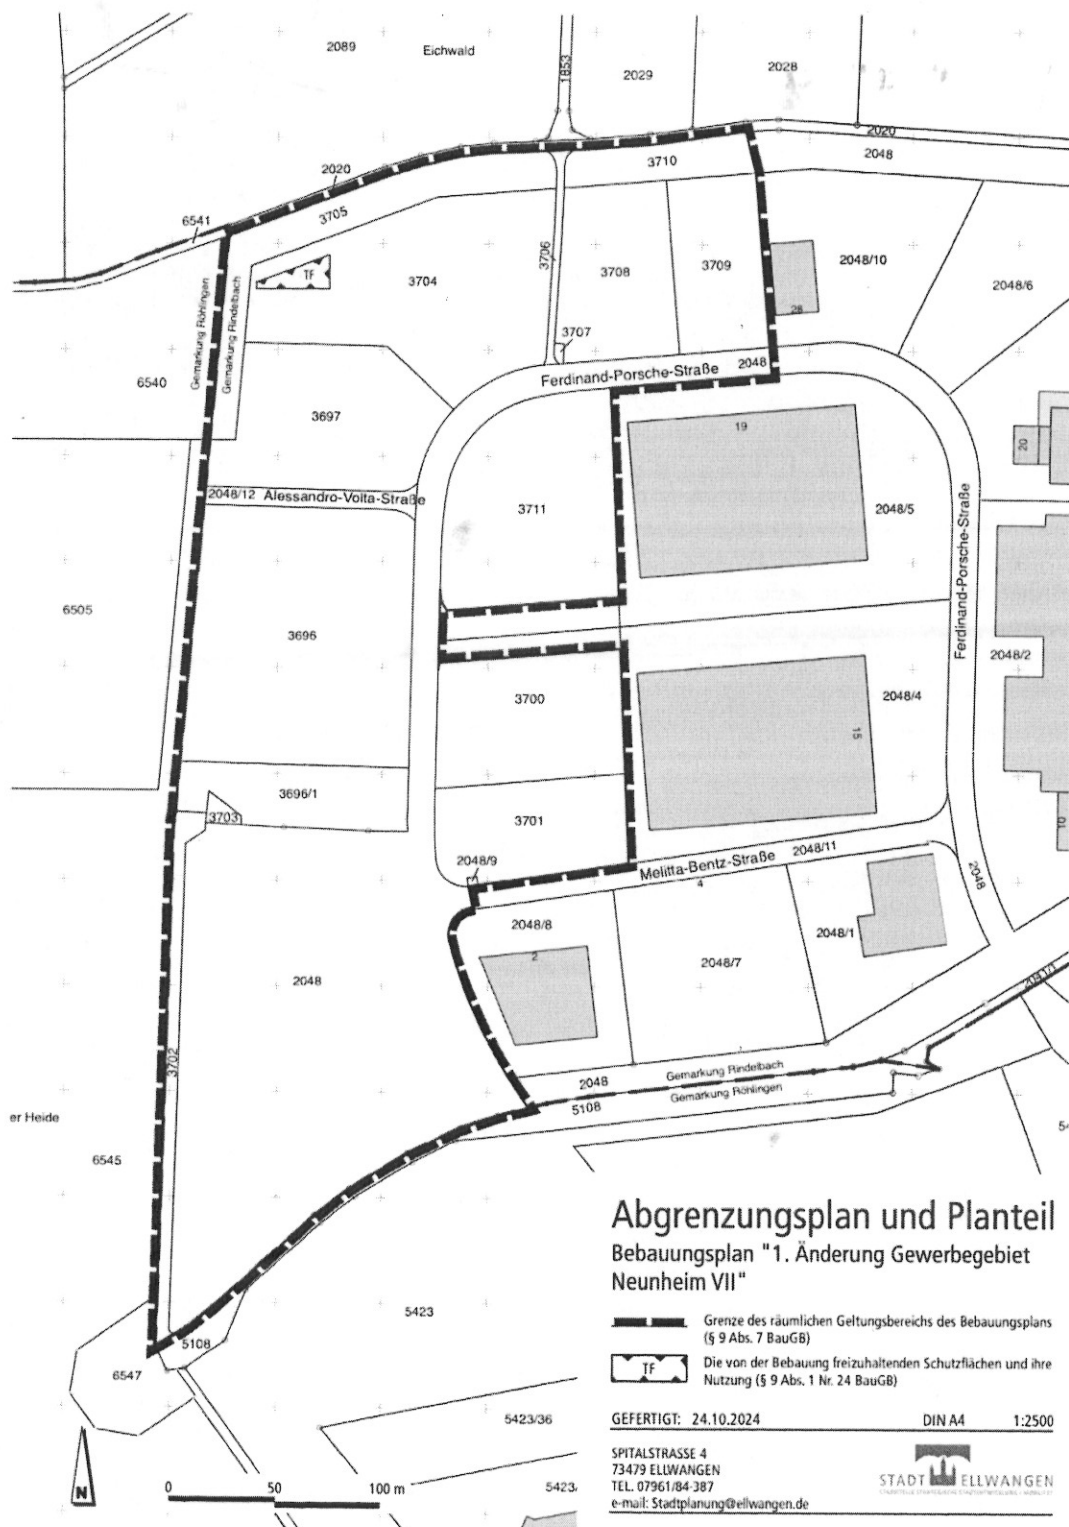 2089
Eichwald
1853
2029
2028
2020
2048
3710
2020
3705
6541
TF
3704
3706
3708
3709
2048/10
2048/6
28
Gemarkung Röhlingen
Gemarkung Rindelbach
3707
6540
Ferdinand-Porsche-Straße
2048
3697
19
20
2048/12 Alessandro-Volta-Straße
3711
2048/5
Ferdinand-Porsche-Straße
6505
3696
2048/2
3700
2048/4
15
3696/1
3703
3701
10
2048/9
Melitta-Bentz-Straße
2048/11
4
2048
2048/8
2
2048/1
2048/7
2048
3702
Gemarkung Rindelbach
2048
Gemarkung Röhlingen
5108
er Heide
6545
5423
5108
6547
5423/36
N
0 50 100 m
Abgrenzungsplan und Planteil
Bebauungsplan "1. Änderung Gewerbegebiet
Neunheim VII"
Grenze des räumlichen Geltungsbereichs des Bebauungsplans
(§ 9 Abs. 7 BauGB)
TF
Die von der Bebauung freizuhaltenden Schutzflächen und ihre
Nutzung (§ 9 Abs. 1 Nr. 24 BauGB)
GEFERTIGT: 24.10.2024 DIN A4 1:2500
SPITALSTRASSE 4
73479 ELLWANGEN
TEL. 07961/84-387
e-mail: Stadtplanung@ellwangen.de
STADT ELLWANGEN